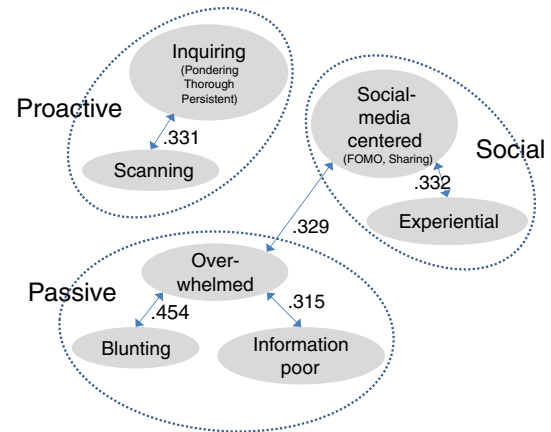 Proactive
Inquiring
(Pondering
Thorough
Persistent)
.331
Scanning
Social-
media
centered
(FOMO, Sharing)
Social
.332
Experiential
.329
Passive
Over-
whelmed
.454
.315
Blunting
Information
poor